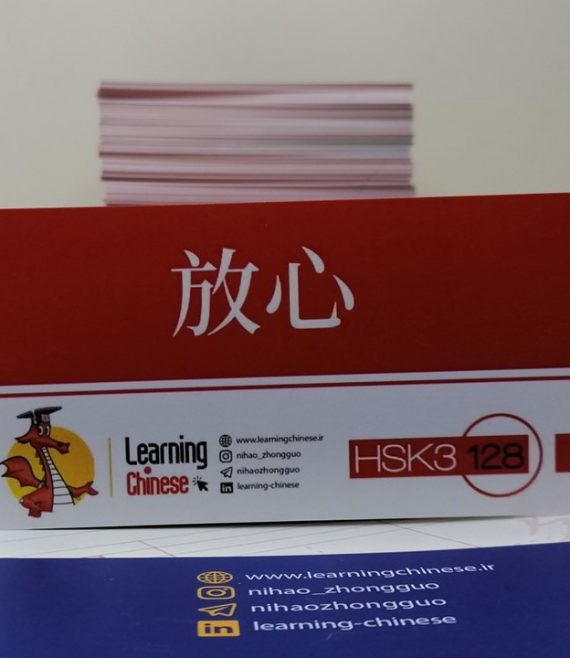 放心
Learning
Chinese
www.learningchinese.ir
nihao_zhongguo
nihaozhongguo
learning-chinese
HSK3 128
www.learningchinese.ir
nihao_zhongguo
nihaozhongguo
learning-chinese